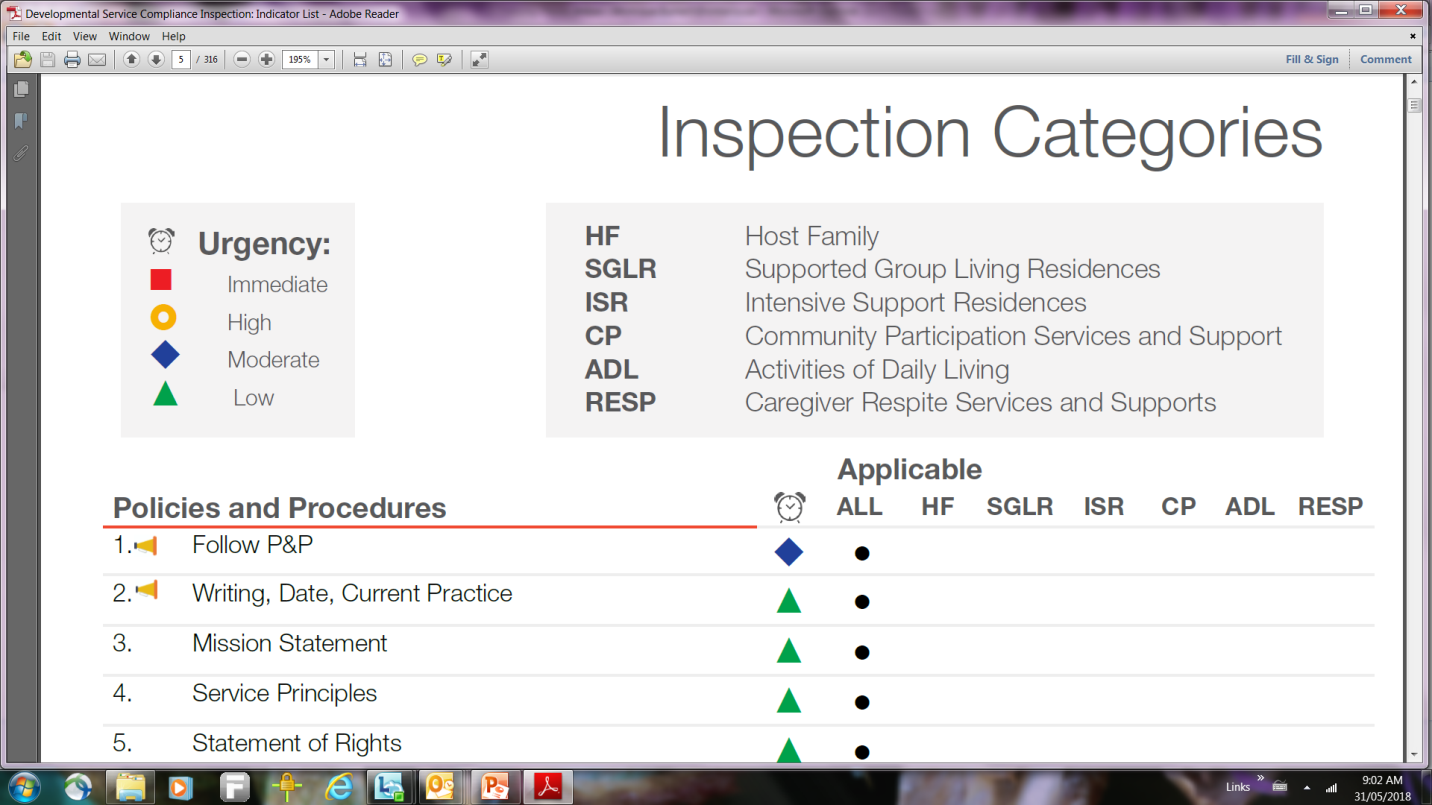 Developmental Service Compliance Inspection: Indicator List - Adobe Reader
File Edit View Window Help
5 / 316 195% Fill & Sign Comment
Inspection Categories
Urgency:
Immediate
High
Moderate
Low
HF Host Family
SGLR Supported Group Living Residences
ISR Intensive Support Residences
CP Community Participation Services and Support
ADL Activities of Daily Living
RESP Caregiver Respite Services and Supports
Applicable
Policies and Procedures ALL HF SGLR ISR CP ADL RESP
1. Follow P&P
2. Writing, Date, Current Practice
3. Mission Statement
4. Service Principles
5. Statement of Rights
Links 9:02 AM
31/05/2018